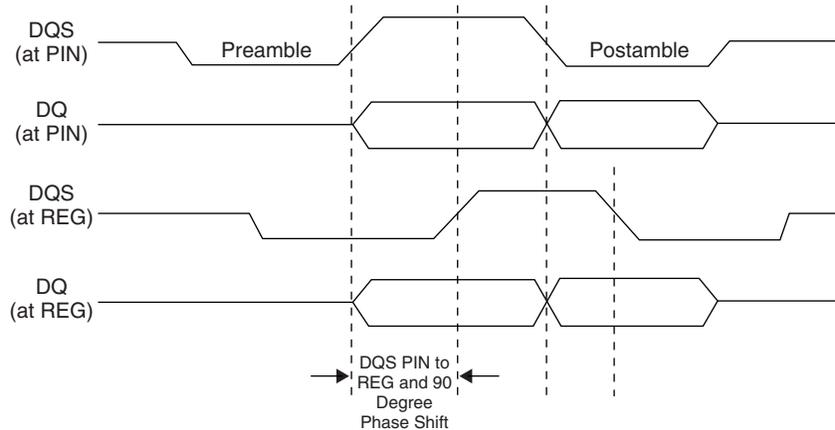 DQS
(at PIN)
Preamble
Postamble
DQ
(at PIN)
DQS
(at REG)
DQ
(at REG)
DQS PIN to
REG and 90
Degree
Phase Shift